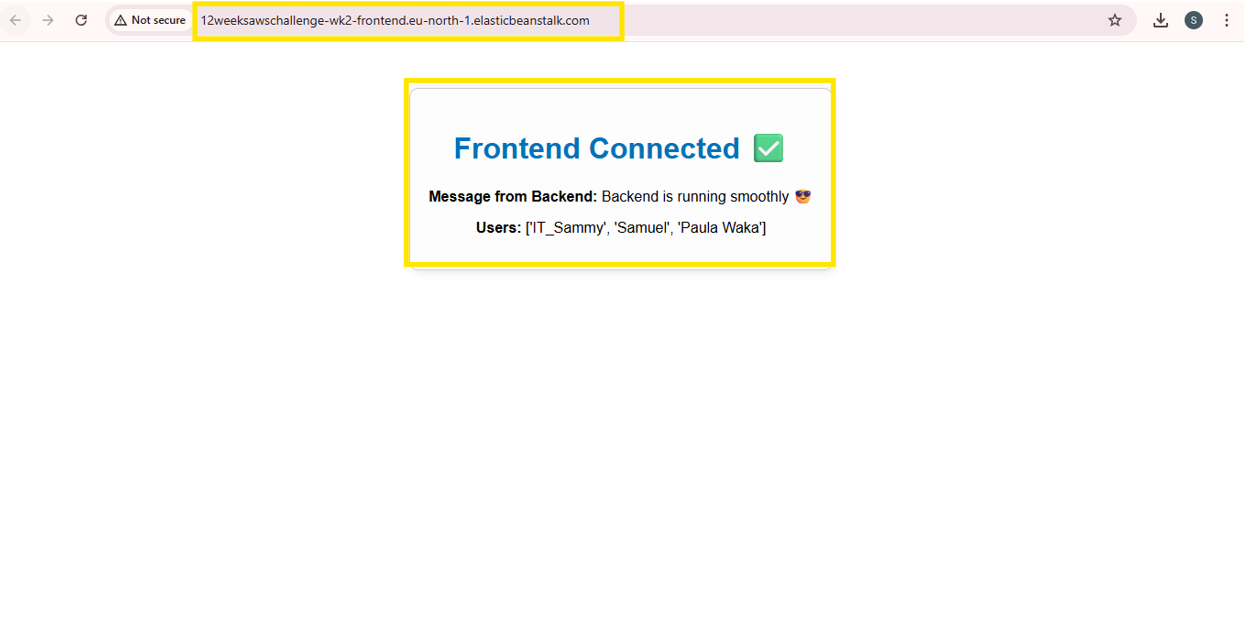 Not secure 12weeksawschallenge-wk2-frontend.eu-north-1.elasticbeanstalk.com S
Frontend Connected ✅
Message from Backend: Backend is running smoothly 😎
Users: ['IT_Sammy', 'Samuel', 'Paula Waka']